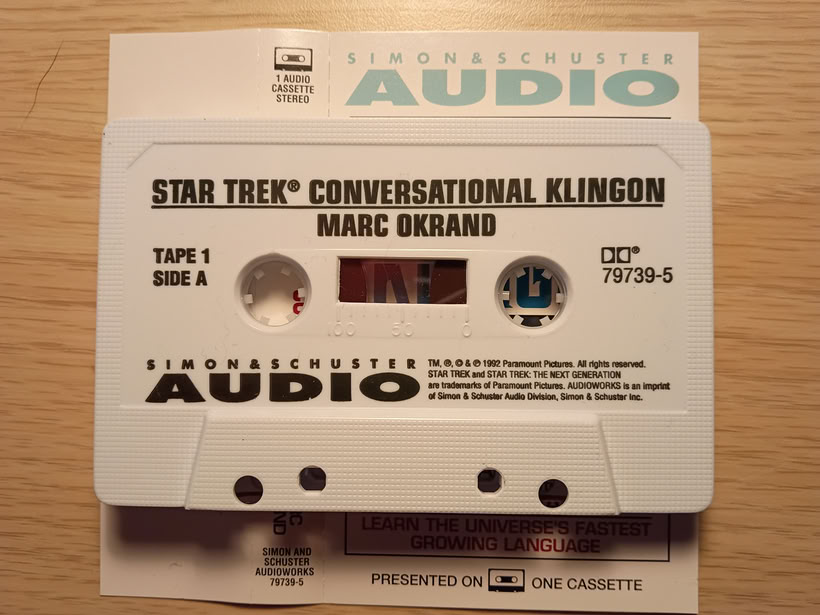 1 AUDIO
CASSETTE
STEREO
SIMON & SCHUSTER
AUDIO
STAR TREK® CONVERSATIONAL KLINGON
MARC OKRAND
TAPE 1
SIDE A
DOLBY
79739-5
100 50 0
SIMON & SCHUSTER
AUDIO
TM, ®, © & ℗ 1992 Paramount Pictures. All rights reserved.
STAR TREK and STAR TREK: THE NEXT GENERATION
are trademarks of Paramount Pictures. AUDIOWORKS is an imprint
of Simon & Schuster Audio Division, Simon & Schuster Inc.
LEARN THE UNIVERSE'S FASTEST
GROWING LANGUAGE
SIMON AND
SCHUSTER
AUDIOWORKS
79739-5
PRESENTED ON ONE CASSETTE